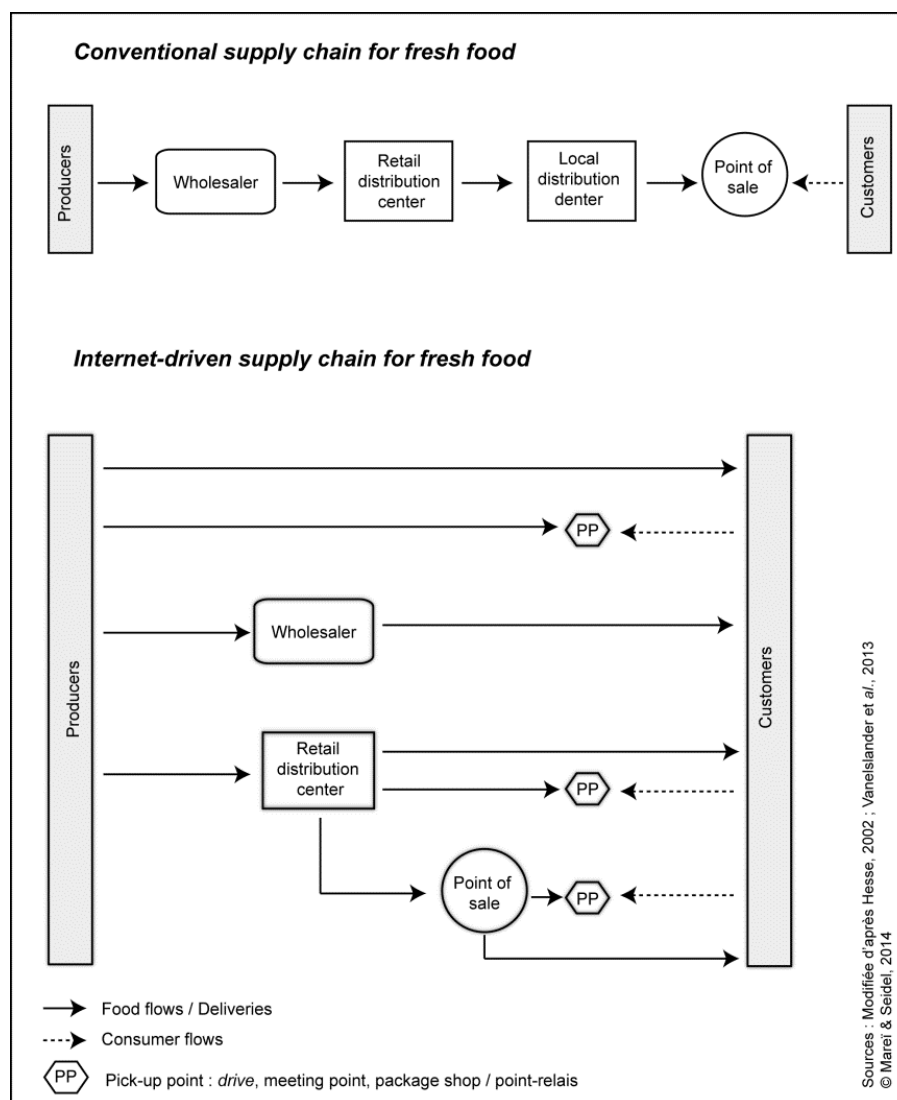 Conventional supply chain for fresh food
Producers
Wholesaler
Retail
distribution
center
Local
distribution
denter
Point of
sale
Customers
Internet-driven supply chain for fresh food
Producers
PP
Wholesaler
Retail
distribution
center
PP
Point of
sale
PP
Customers
Food flows / Deliveries
Consumer flows
PP
Pick-up point : drive, meeting point, package shop / point-relais
Sources : Modifiée d'après Hesse, 2002 ; Vanelslander et al., 2013
© Mareï & Seidel, 2014